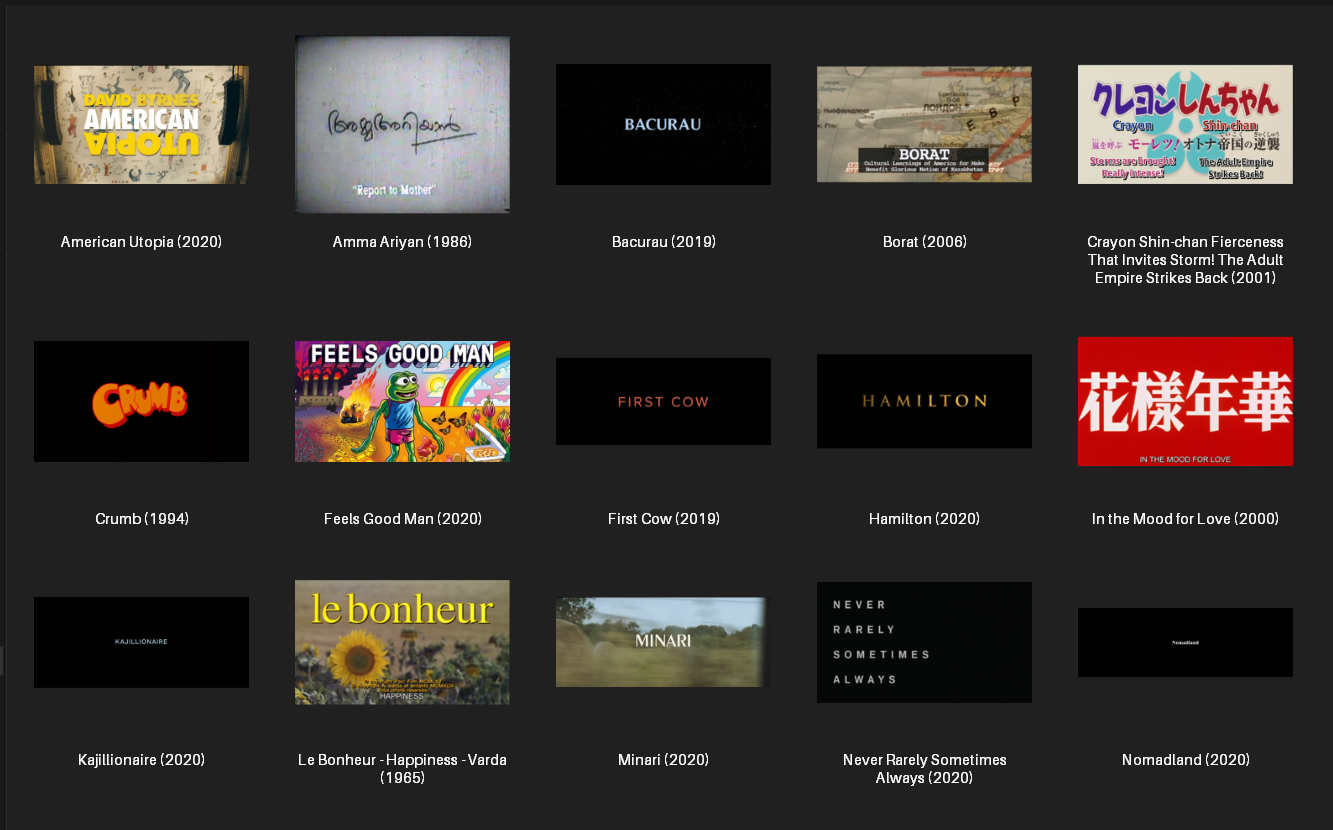 DAVID BYRNE'S
AMERICAN
UTOPIA
അമ്മ അറിയാൻ
"Report to Mother"
BACURAU
ЛОНДОН
BORAT
Cultural Learnings of America for Make
Benefit Glorious Nation of Kazakhstan
クレヨンしんちゃん
Crayon Shin-chan
嵐を呼ぶ モーレツ!オトナ帝国の逆襲
Storms are brought! The Adult Empire
Really Intense! Strikes Back!
American Utopia (2020)
Amma Ariyan (1986)
Bacurau (2019)
Borat (2006)
Crayon Shin-chan Fierceness
That Invites Storm! The Adult
Empire Strikes Back (2001)
CRUMB
FEELS GOOD MAN
FIRST COW
HAMILTON
花樣年華
IN THE MOOD FOR LOVE
Crumb (1994)
Feels Good Man (2020)
First Cow (2019)
Hamilton (2020)
In the Mood for Love (2000)
KAJILLIONAIRE
le bonheur
HAPPINESS
MINARI
NEVER
RARELY
SOMETIMES
ALWAYS
Nomadland
Kajillionaire (2020)
Le Bonheur - Happiness - Varda
(1965)
Minari (2020)
Never Rarely Sometimes
Always (2020)
Nomadland (2020)